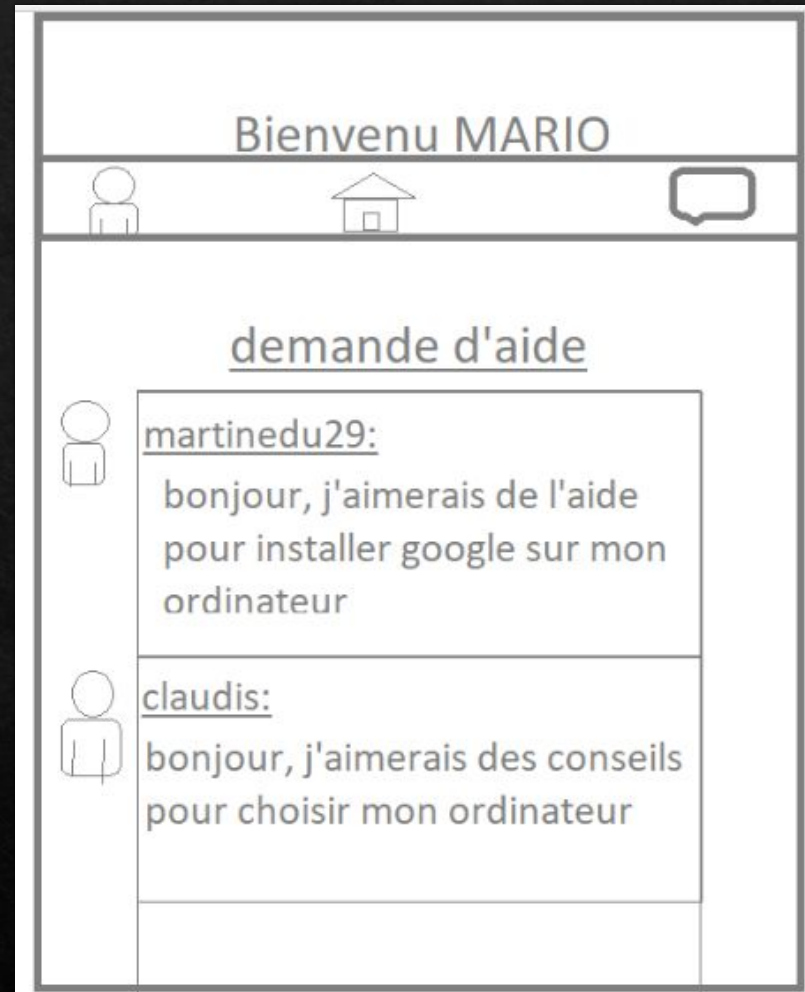 Bienvenu MARIO
demande d'aide
martinedu29:
bonjour, j'aimerais de l'aide
pour installer google sur mon
ordinateur
claudis:
bonjour, j'aimerais des conseils
pour choisir mon ordinateur